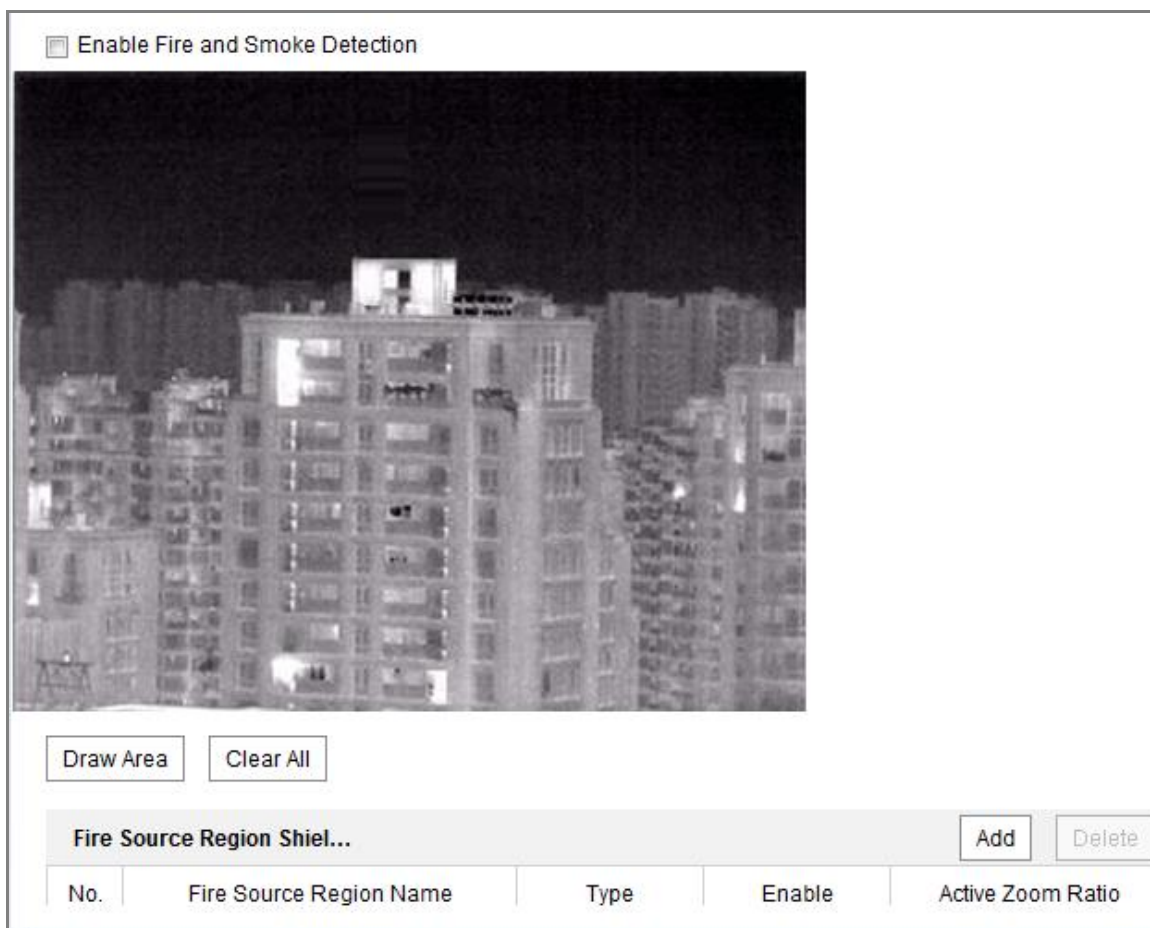 Enable Fire and Smoke Detection
Draw Area Clear All
Fire Source Region Shiel... Add Delete
No. Fire Source Region Name Type Enable Active Zoom Ratio